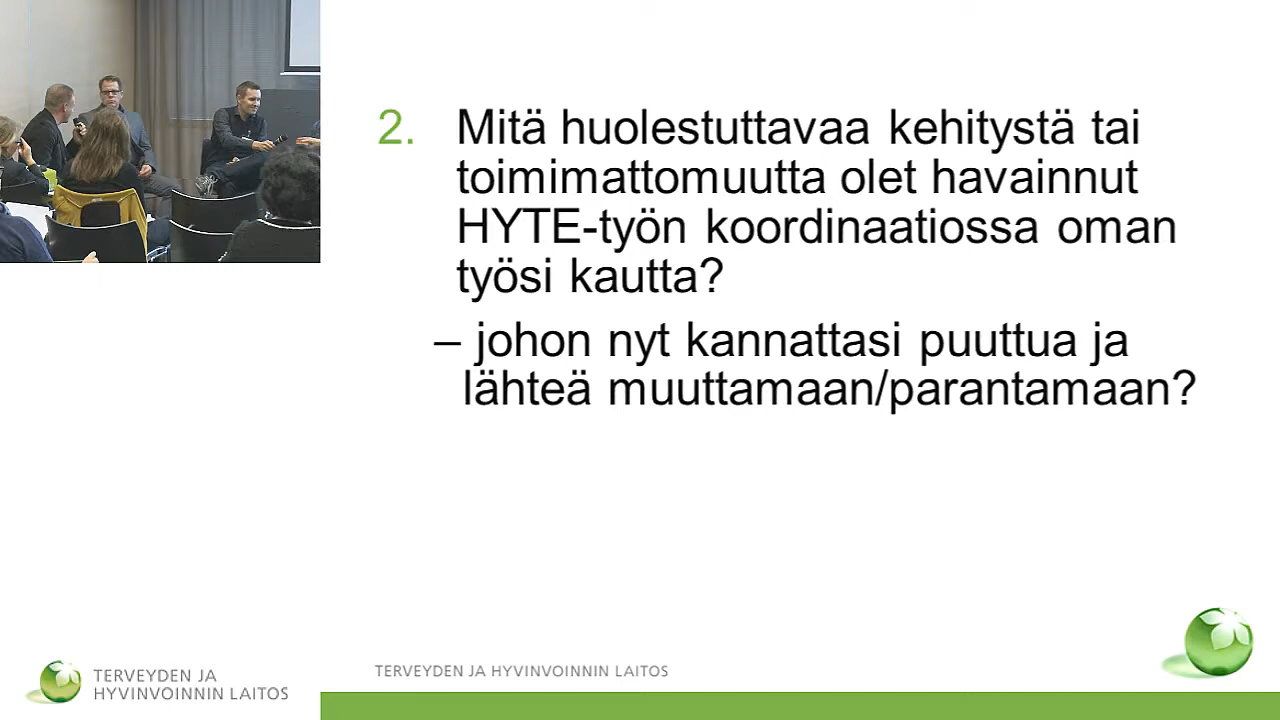 2. Mitä huolestuttavaa kehitystä tai
toimimattomuutta olet havainnut
HYTE-työn koordinaatiossa oman
työsi kautta?
– johon nyt kannattasi puuttua ja
lähteä muuttamaan/parantamaan?
TERVEYDEN JA HYVINVOINNIN LAITOS
TERVEYDEN JA
HYVINVOINNIN LAITOS